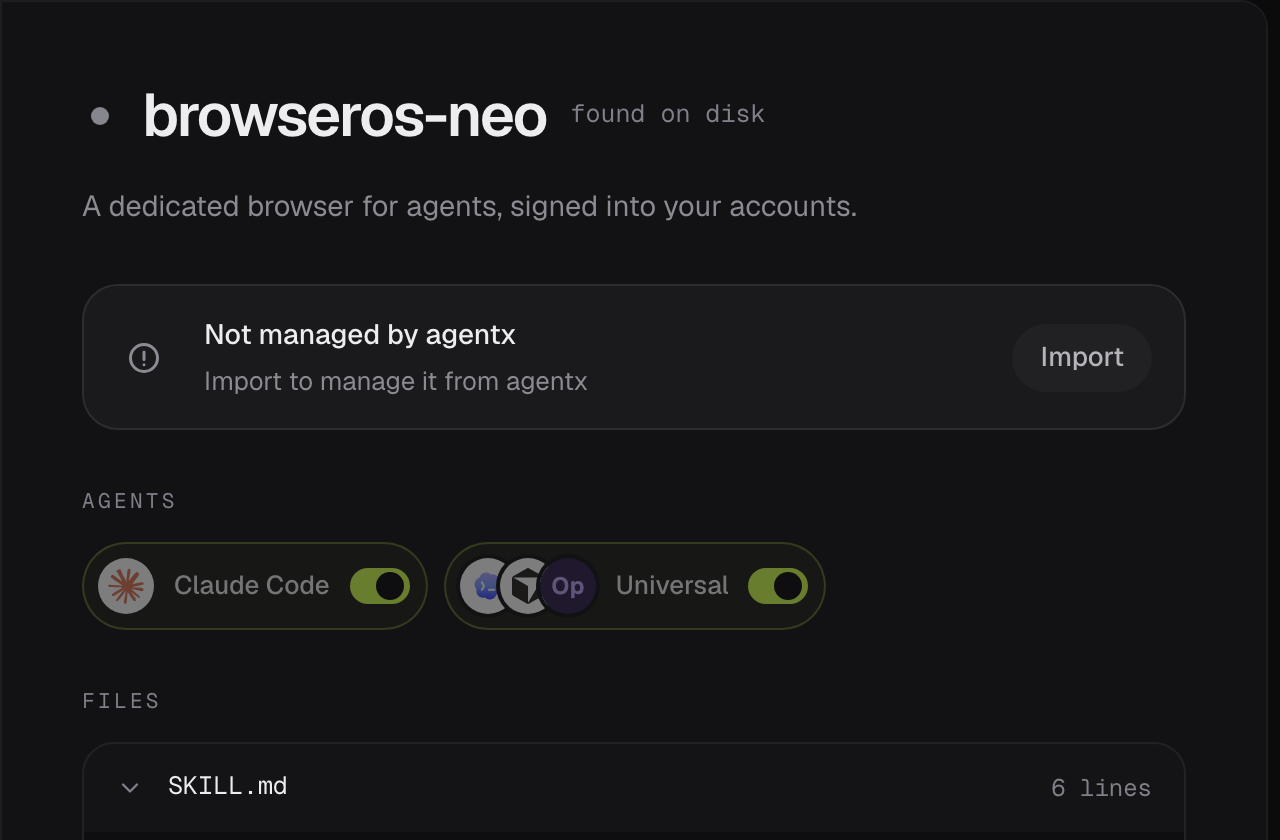 browseros-neo found on disk
A dedicated browser for agents, signed into your accounts.
Not managed by agentx
Import to manage it from agentx
Import
AGENTS
Claude Code
Op Universal
FILES
SKILL.md 6 lines